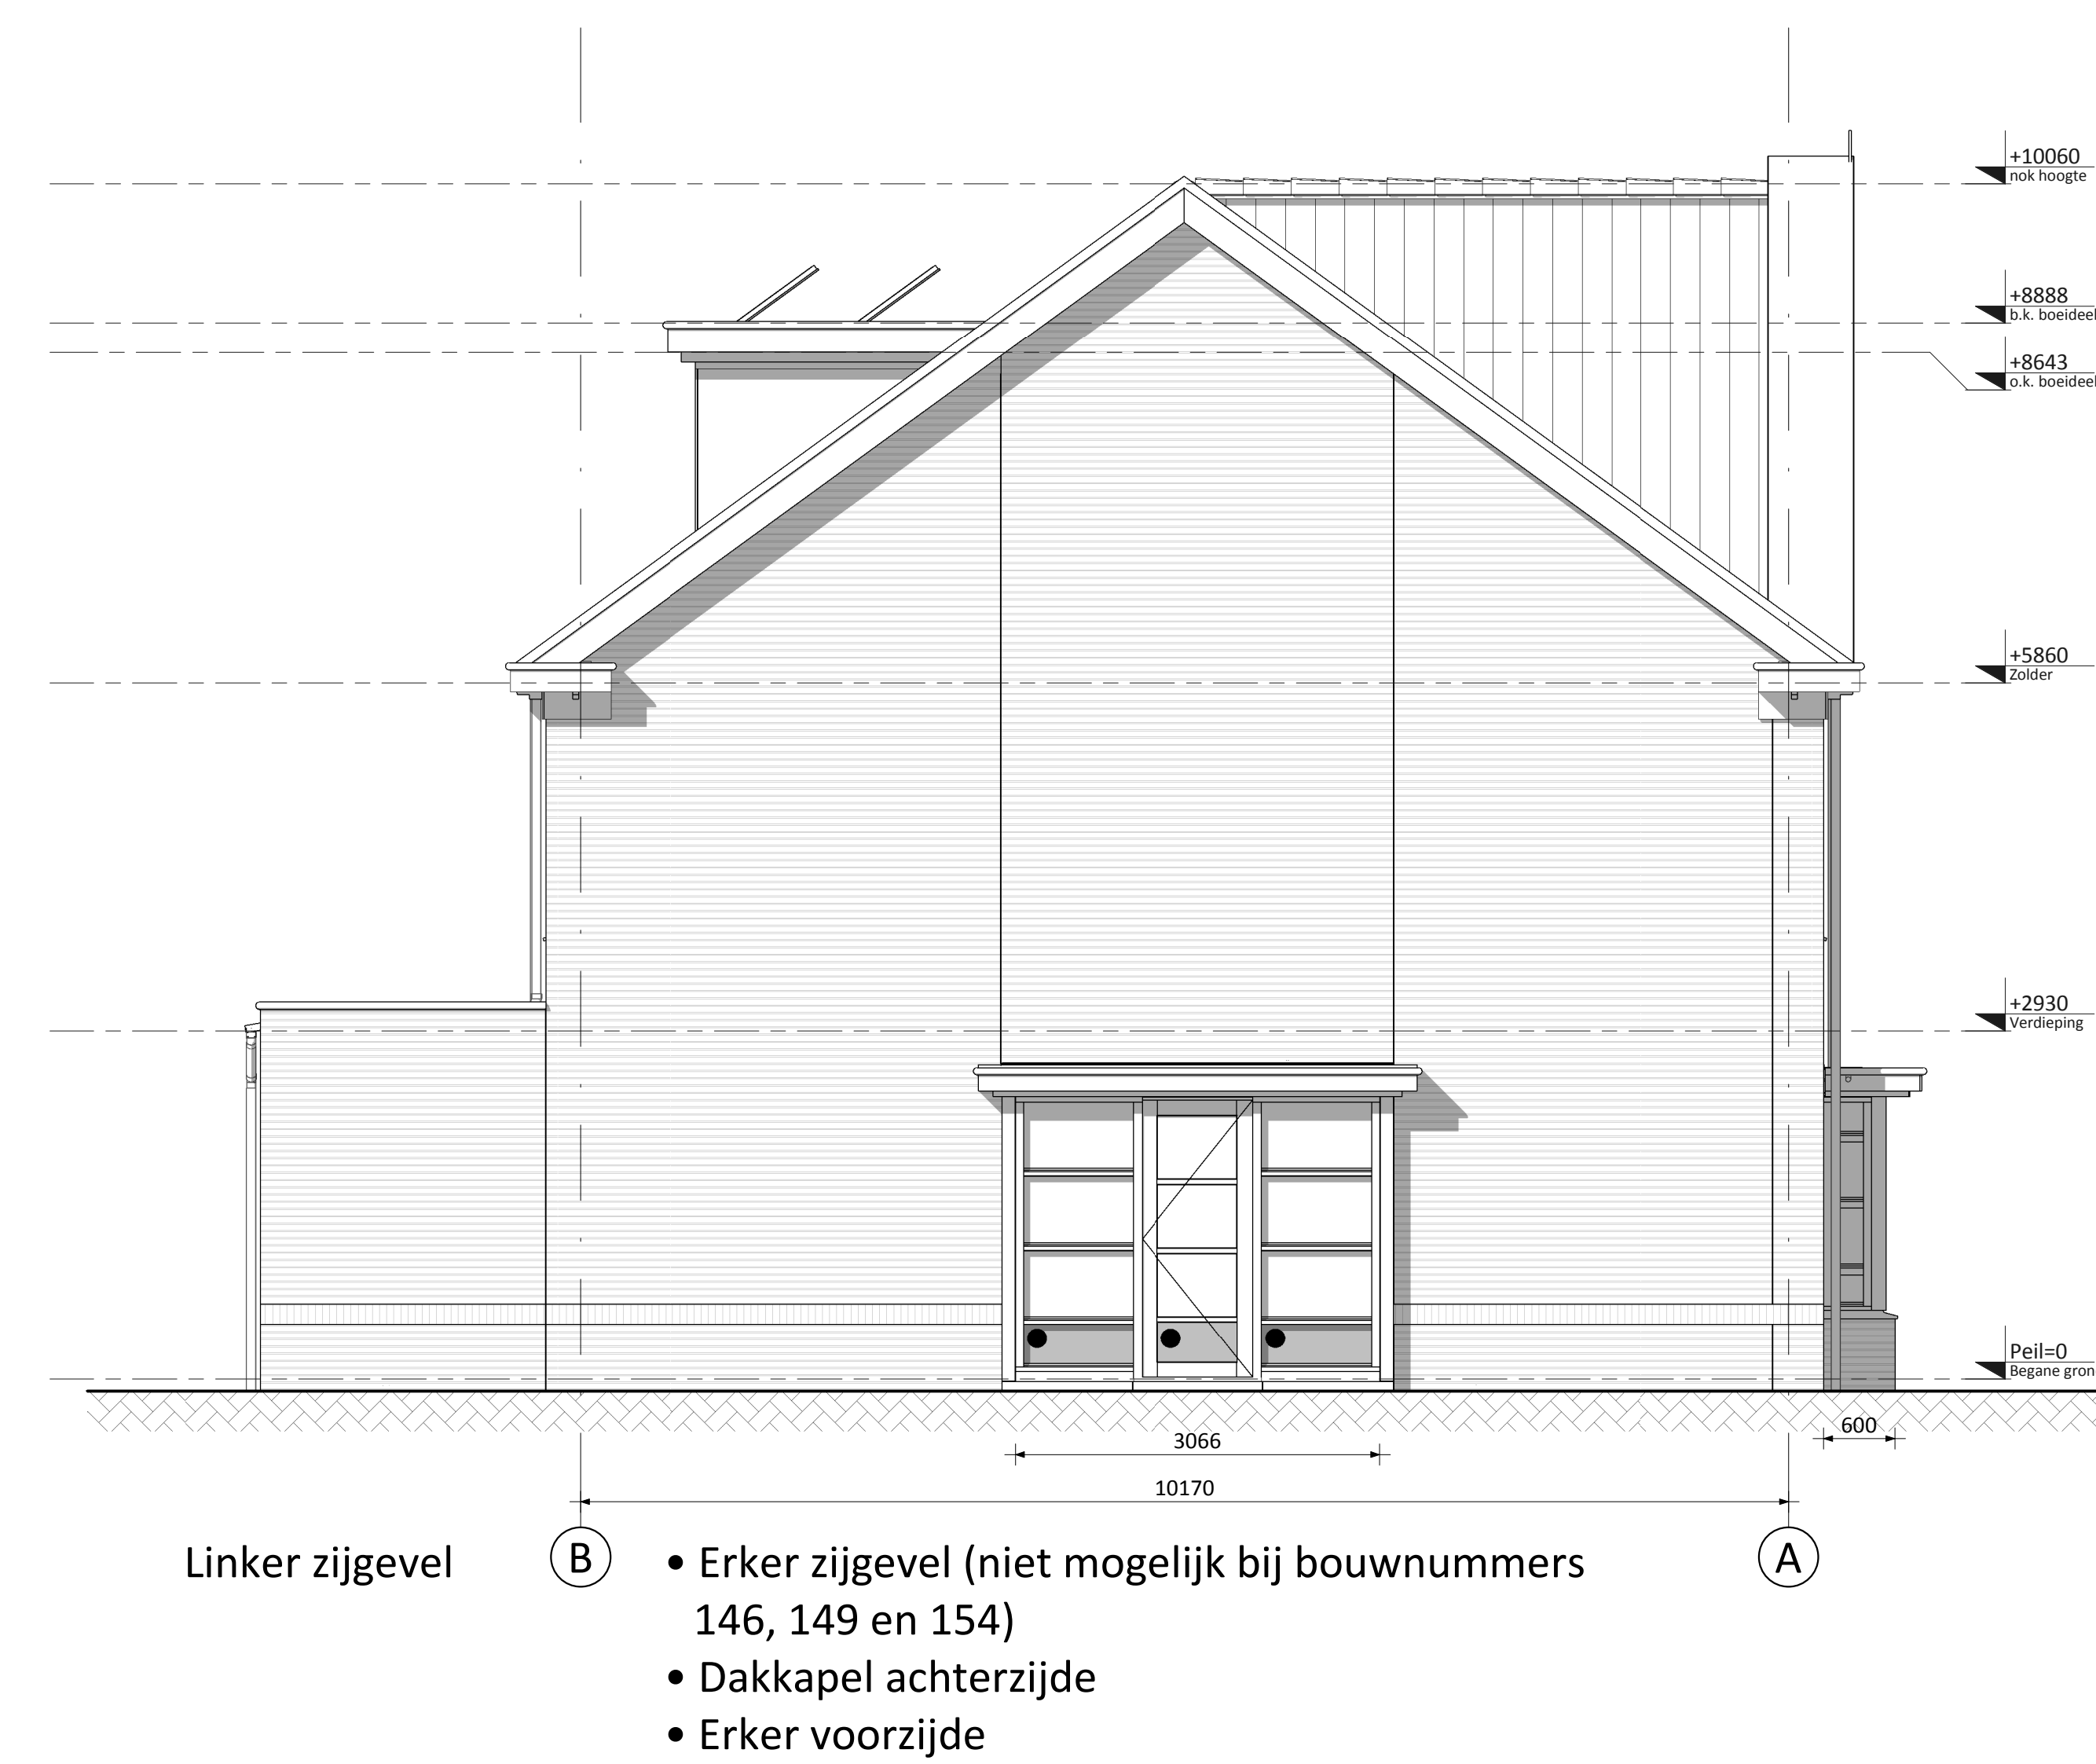 +10060
nok hoogte
+8888
b.k. boeideel
+8643
o.k. boeideel
+5860
Zolder
+2930
Verdieping
Peil=0
Begane gron
600
3066
10170
Linker zijgevel
B
• Erker zijgevel (niet mogelijk bij bouwnummers
146, 149 en 154)
A
• Dakkapel achterzijde
• Erker voorzijde